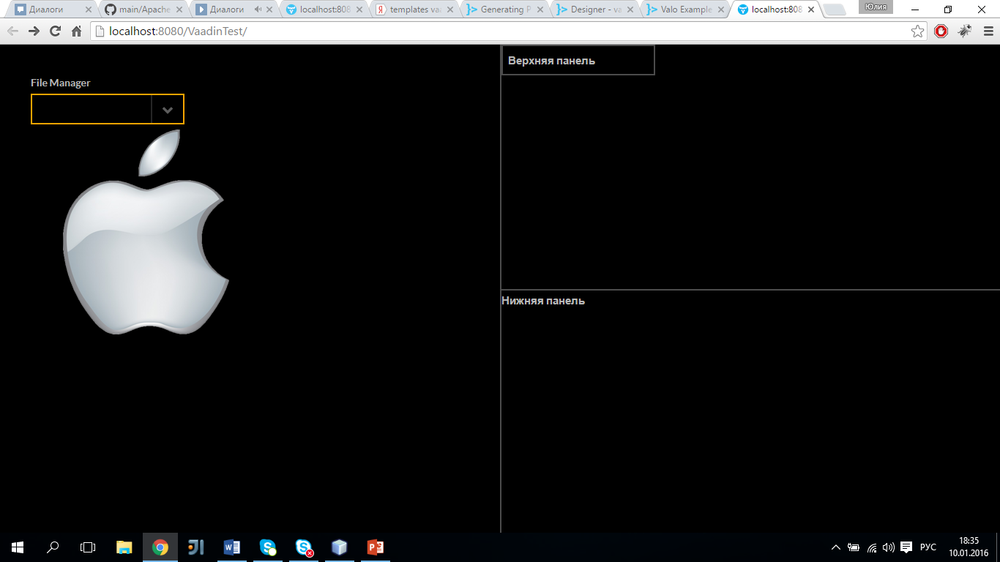 Диалоги
main/Apache
Диалоги
localhost:808
templates vaa
Generating P
Designer - va
Valo Example
localhost:808
Юлия
localhost:8080/VaadinTest/
File Manager
Верхняя панель
Нижняя панель
РУС
18:35
10.01.2016